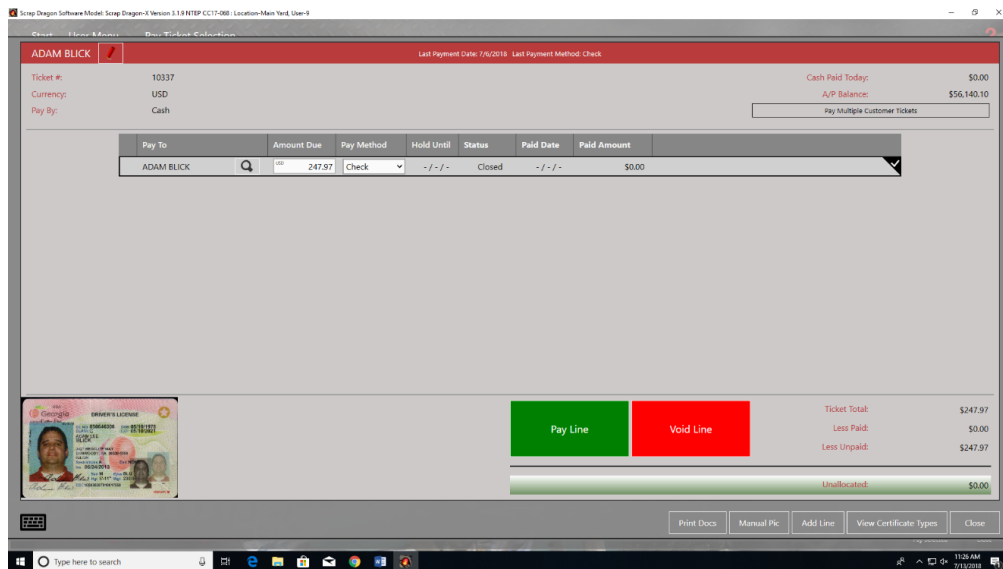 Scrap Dragon Software Model: Scrap Dragon-X Version 5.1.9 NTEP CC17-068 : Location-Main Yard, User-9
Start User Menu Pay Ticket Selection
ADAM BLICK Last Payment Date: 7/6/2018 Last Payment Method: Check
Ticket #: 10337 Cash Paid Today: $0.00
Currency: USD A/P Balance: $56,140.10
Pay By: Cash Pay Multiple Customer Tickets
Pay To Amount Due Pay Method Hold Until Status Paid Date Paid Amount
ADAM BLICK USD 247.97 Check - / - / - Closed - / - / - $0.00
Georgia DRIVER'S LICENSE
Pay Line Void Line
Ticket Total: $247.97
Less Paid: $0.00
Less Unpaid: $247.97
Unallocated: $0.00
Print Docs Manual Pic Add Line View Certificate Types Close
Type here to search
11:26 AM
7/13/2018